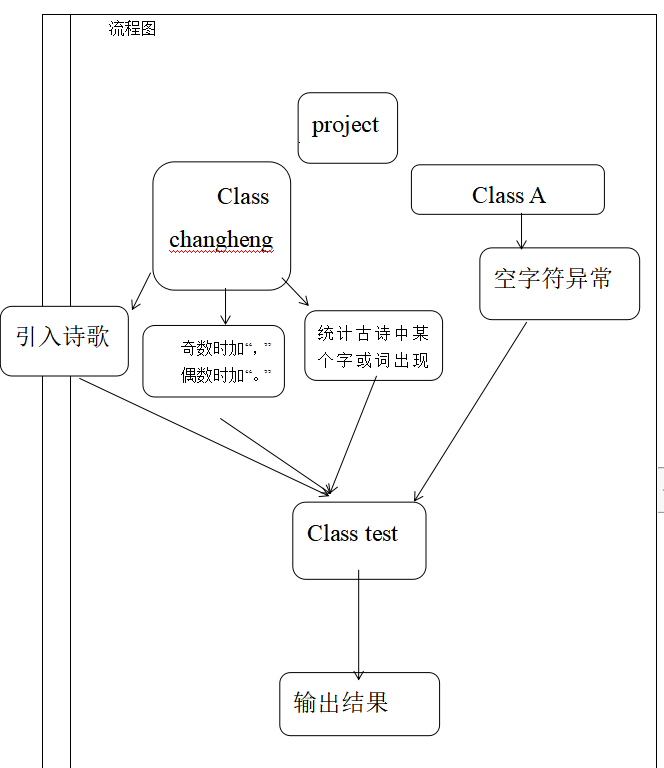 流程图
project
Class
changheng
Class A
空字符异常
引入诗歌
奇数时加“，”
偶数时加“。”
统计古诗中某
个字或词出现
Class test
输出结果